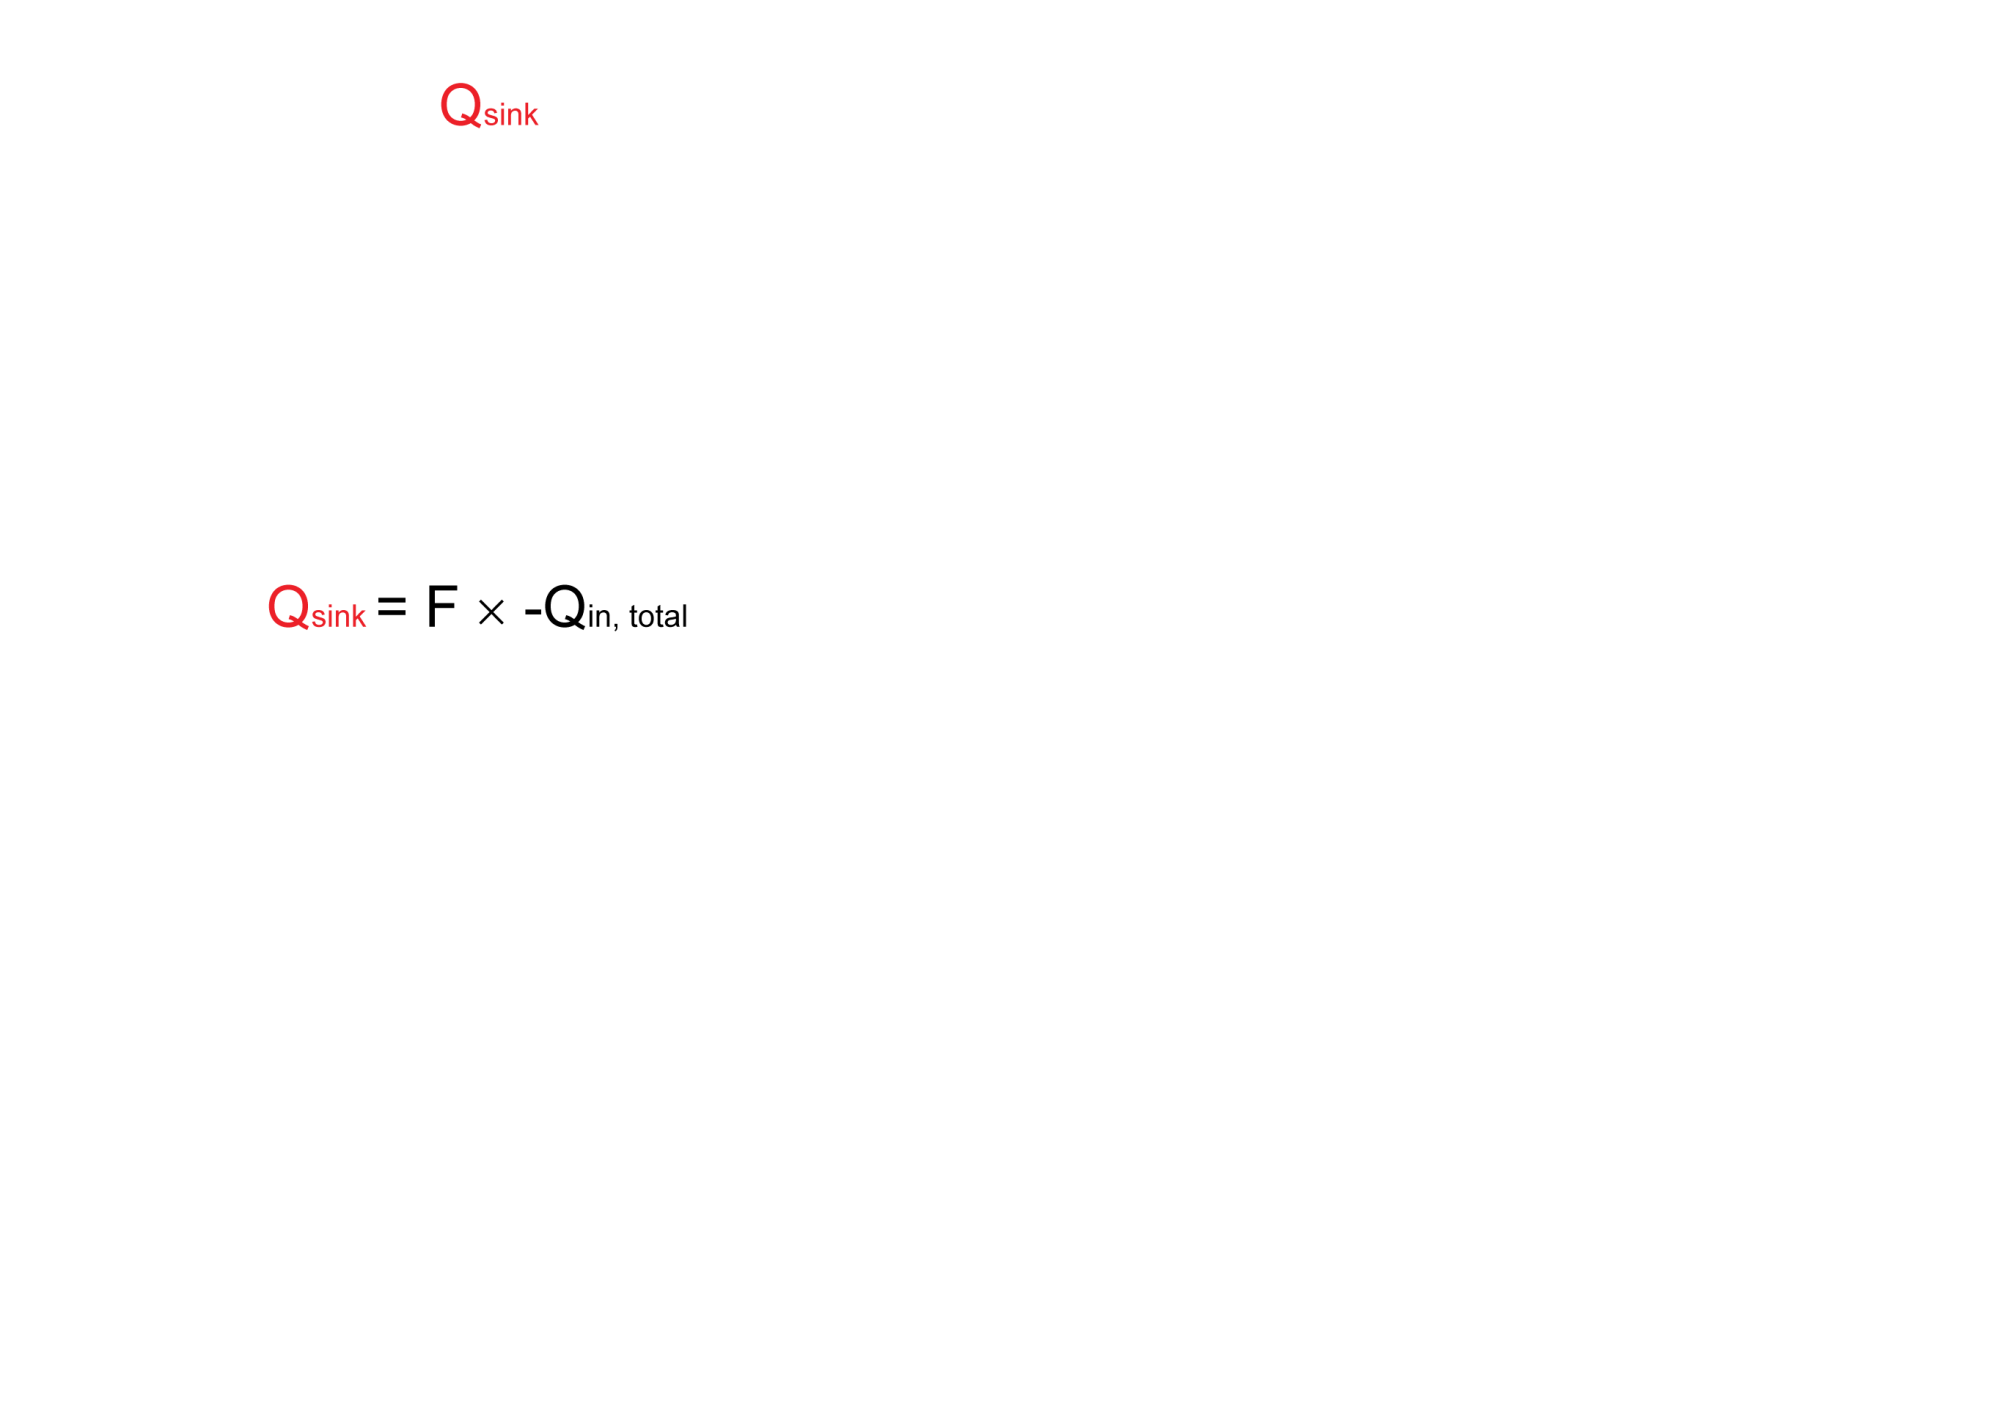 Qsink
Qsink = F × -Qin, total